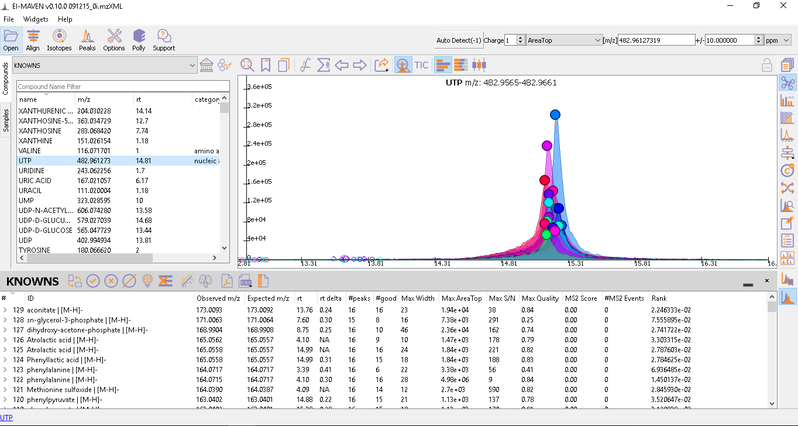 EI-MAVEN v0.10.0 091215_0i.mzXML
File Widgets Help
Open Align Isotopes Peaks Options Polly Support
Auto Detect(-1) Charge 1 AreaTop [m/z] 482.96127319 +/- 10.000000 ppm
KNOWNS TIC
Compounds
Samples
Compound Name Filter
name m/z rt category
XANTHURENIC ... 204.030228 14.14
XANTHOSINE-5... 363.034729 12.7
XANTHOSINE 283.068420 7.74
XANTHINE 151.026154 1.18
VALINE 116.071701 1 amino a
UTP 482.961273 14.81 nucleic
URIDINE 243.062256 1.7
URIC ACID 167.021057 6.17
URACIL 111.020004 1.18
UMP 323.028595 10
UDP-N-ACETYL... 606.074280 13.58
UDP-D-GLUCU... 579.027039 14.68
UDP-D-GLUCOSE 565.047729 13.44
UDP 402.994934 13.81
TYROSINE 180.066620 2
UTP m/z: 482.9565-482.9661
3.6e+05
3.2e+05
2.8e+05
2.4e+05
2e+05
1.6e+05
1.2e+05
8e+04
4e+04
2.81 13.31 13.81 14.31 14.81 15.31 15.81 16.31 16.
KNOWNS
# ID Observed m/z Expected m/z rt rt delta #peaks #good Max Width Max AreaTop Max S/N Max Quality MS2 Score #MS2 Events Rank
129 aconitate | [M-H]- 173.0093 173.0092 13.76 0.24 16 16 23 1.94e+04 38 0.84 0.00 0 2.246333e-02
128 sn-glycerol-3-phosphate | [M-H]- 171.0063 171.0064 7.60 0.30 15 8 16 7.38e+03 291 0.25 0.00 0 7.555895e-02
127 dihydroxy-acetone-phosphate | [M-H]- 168.9904 168.9908 8.75 0.25 16 10 46 2.36e+04 162 0.74 0.00 0 2.741722e-02
126 Atrolactic acid | [M-H]- 165.0562 165.0557 4.10 NA 16 9 10 1.47e+03 178 0.79 0.00 0 3.303315e-02
125 Atrolactic acid | [M-H]- 165.0558 165.0557 14.99 NA 16 16 24 1.84e+03 221 0.82 0.00 0 2.787603e-02
124 Phenyllactic acid | [M-H]- 165.0558 165.0557 14.99 0.31 16 15 18 1.84e+03 188 0.83 0.00 0 2.784625e-02
123 phenylalanine | [M-H]- 164.0717 164.0717 3.39 0.41 16 6 22 3.38e+03 56 0.41 0.00 0 6.936485e-02
122 phenylalanine | [M-H]- 164.0715 164.0717 4.10 0.30 16 16 28 4.98e+06 9 0.84 0.00 0 1.450137e-02
121 Methionine sulfoxide | [M-H]- 164.0390 164.0387 4.09 NA 16 14 12 2.7e+03 590 0.82 0.00 0 2.845930e-02
120 phenylpyruvate | [M-H]- 163.0402 163.0401 14.88 0.22 16 15 21 1.13e+03 137 0.78 0.00 0 3.520647e-02
UTP